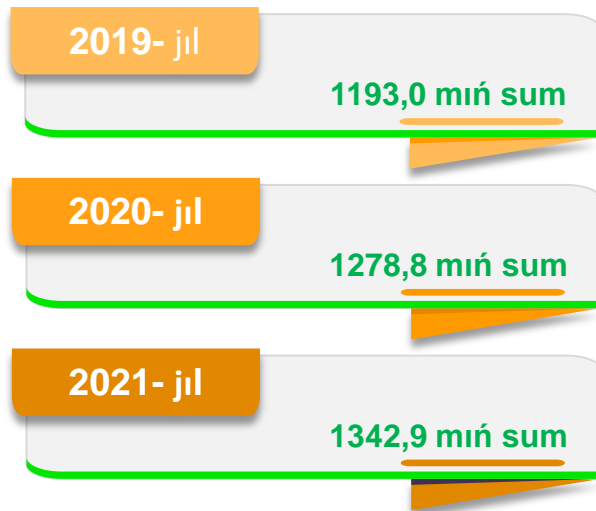 2019- jıl
1193,0 mıń sum
2020- jıl
1278,8 mıń sum
2021- jıl
1342,9 mıń sum